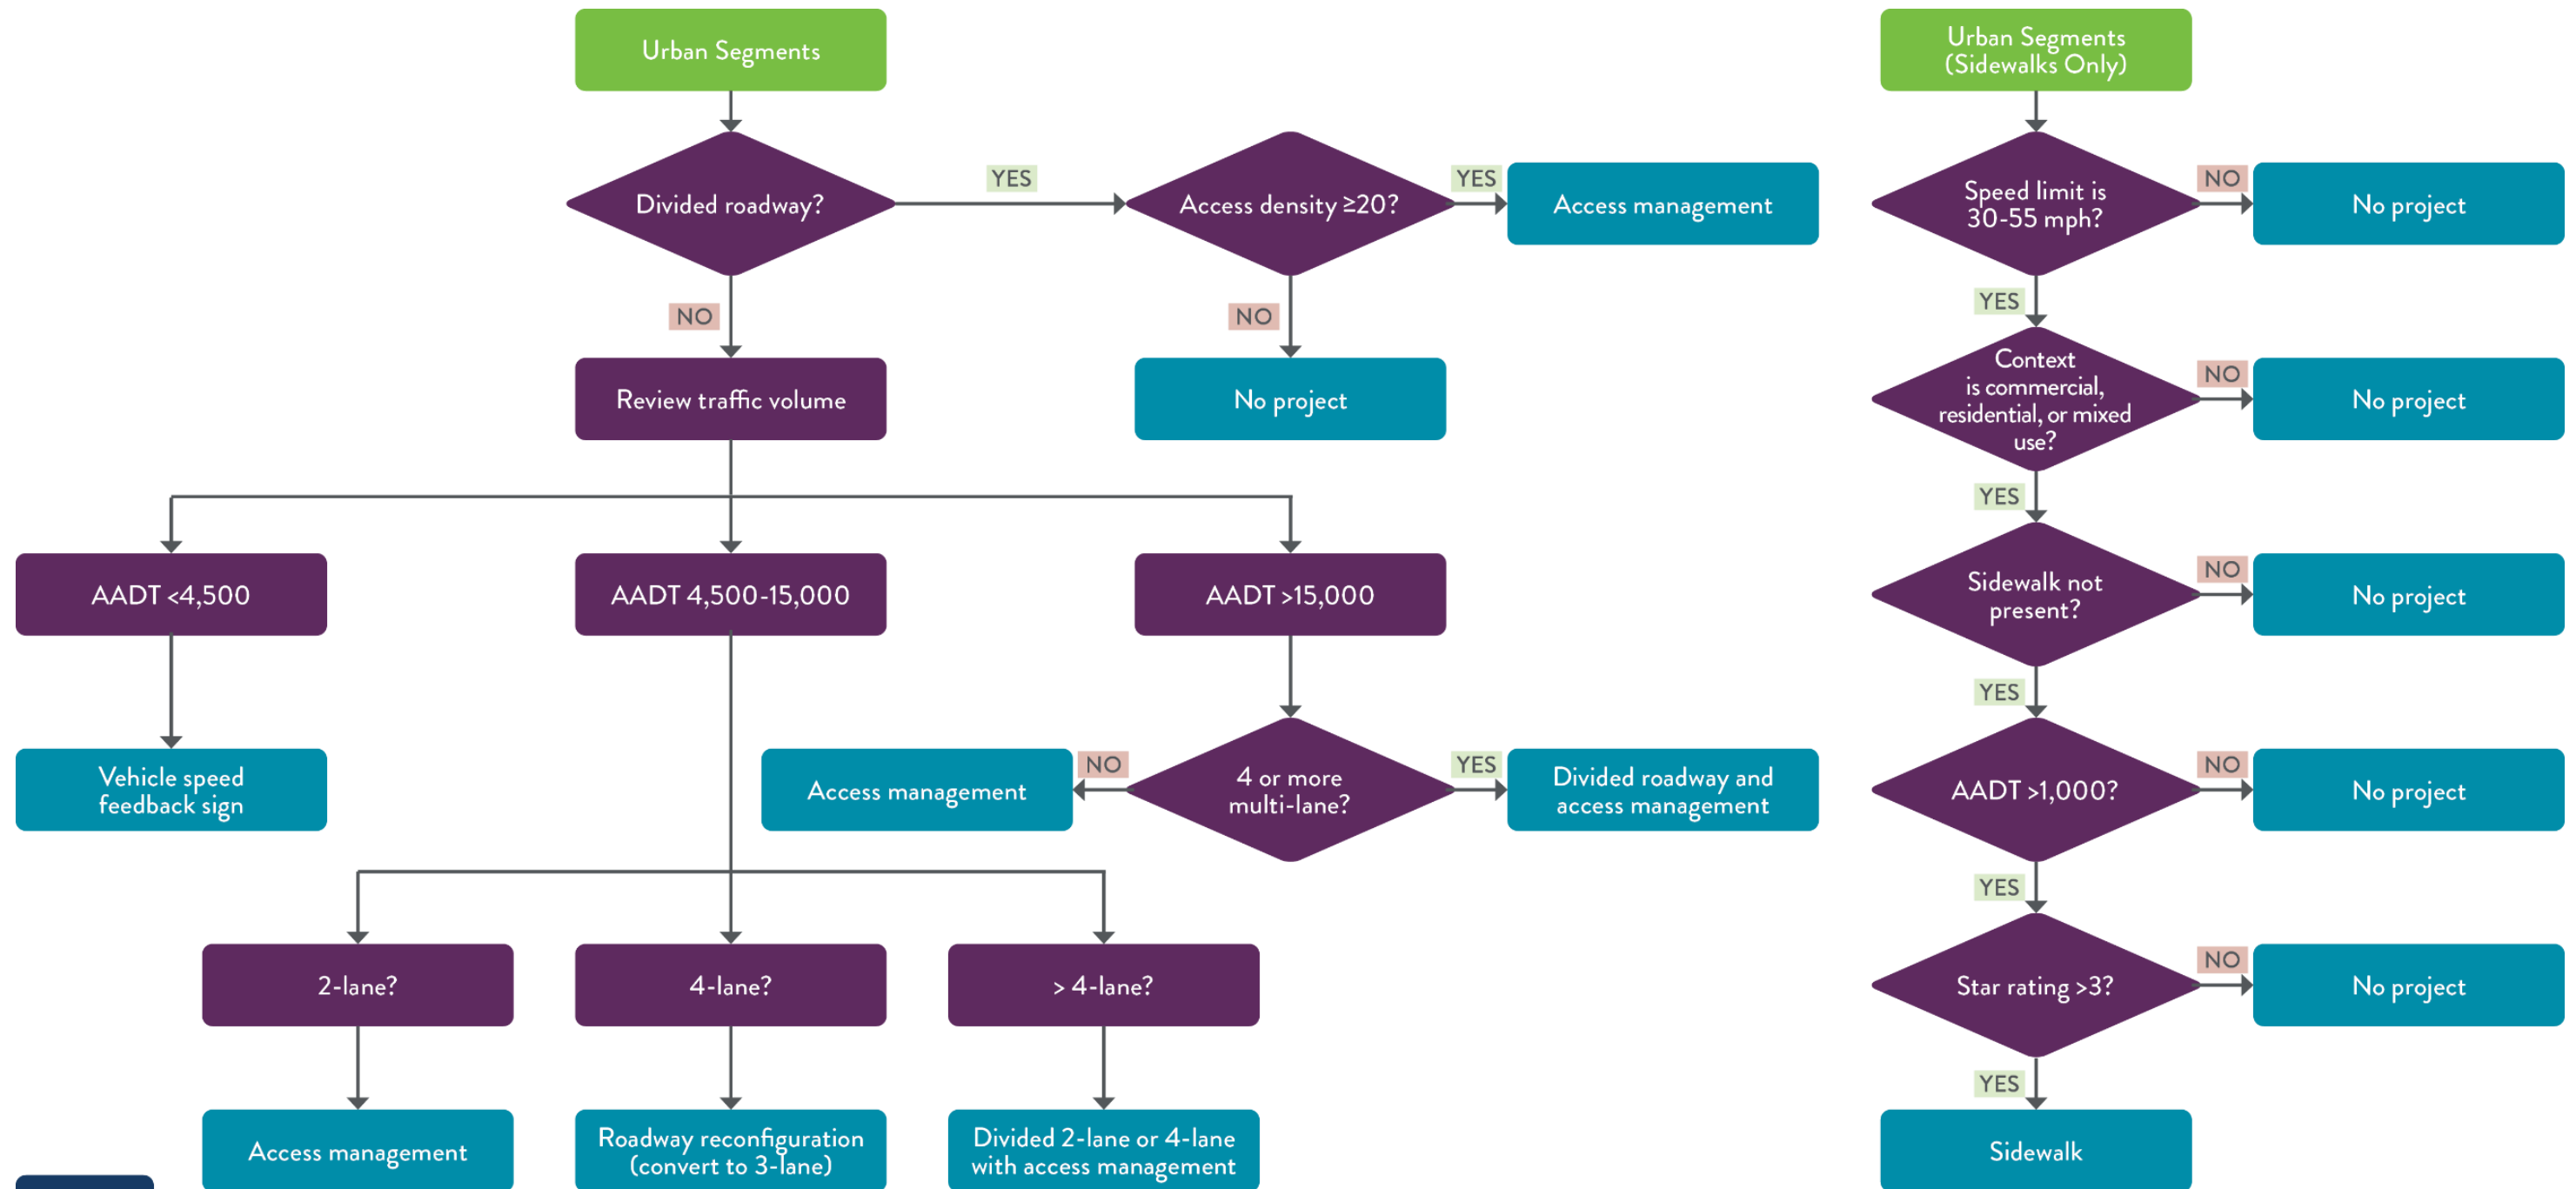 Urban Segments
Divided roadway?
YES
Access density ≥20?
YES
Access management
NO
NO
Review traffic volume
No project
AADT <4,500
AADT 4,500-15,000
AADT >15,000
Vehicle speed
feedback sign
Access management
NO
4 or more
multi-lane?
YES
Divided roadway and
access management
2-lane?
4-lane?
> 4-lane?
Access management
Roadway reconfiguration
(convert to 3-lane)
Divided 2-lane or 4-lane
with access management
Urban Segments
(Sidewalks Only)
Speed limit is
30-55 mph?
NO
No project
YES
Context
is commercial,
residential, or mixed
use?
NO
No project
YES
Sidewalk not
present?
NO
No project
YES
AADT >1,000?
NO
No project
YES
Star rating >3?
NO
No project
YES
Sidewalk